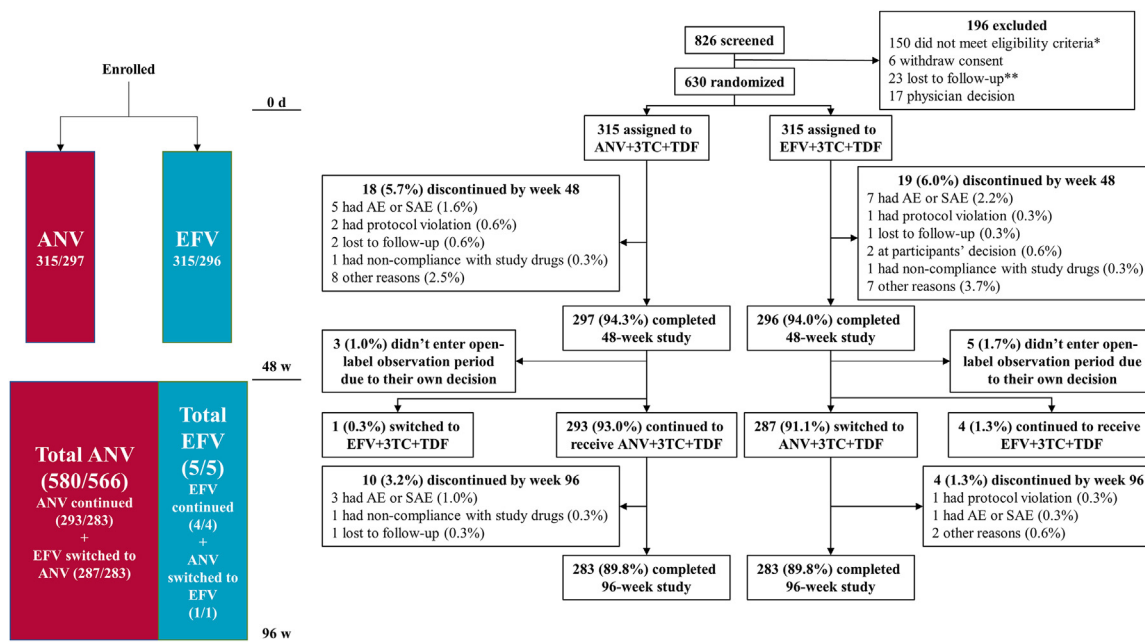 Enrolled
0 d
ANV
315/297
EFV
315/296
48 w
Total ANV
(580/566)
ANV continued
(293/283)
+
EFV switched to
ANV (287/283)
Total
EFV
(5/5)
EFV
continued
(4/4)
+
ANV
switched to
EFV
(1/1)
96 w
826 screened
196 excluded
150 did not meet eligibility criteria*
6 withdraw consent
23 lost to follow-up**
17 physician decision
630 randomized
315 assigned to
ANV+3TC+TDF
315 assigned to
EFV+3TC+TDF
18 (5.7%) discontinued by week 48
5 had AE or SAE (1.6%)
2 had protocol violation (0.6%)
2 lost to follow-up (0.6%)
1 had non-compliance with study drugs (0.3%)
8 other reasons (2.5%)
19 (6.0%) discontinued by week 48
7 had AE or SAE (2.2%)
1 had protocol violation (0.3%)
1 lost to follow-up (0.3%)
2 at participants’ decision (0.6%)
1 had non-compliance with study drugs (0.3%)
7 other reasons (3.7%)
297 (94.3%) completed
48-week study
296 (94.0%) completed
48-week study
3 (1.0%) didn’t enter open-
label observation period
due to their own decision
5 (1.7%) didn’t enter open-
label observation period
due to their own decision
1 (0.3%) switched to
EFV+3TC+TDF
293 (93.0%) continued to
receive ANV+3TC+TDF
287 (91.1%) switched to
ANV+3TC+TDF
4 (1.3%) continued to receive
EFV+3TC+TDF
10 (3.2%) discontinued by week 96
3 had AE or SAE (1.0%)
1 had non-compliance with study drugs (0.3%)
1 lost to follow-up (0.3%)
4 (1.3%) discontinued by week 96
1 had protocol violation (0.3%)
1 had AE or SAE (0.3%)
2 other reasons (0.6%)
283 (89.8%) completed
96-week study
283 (89.8%) completed
96-week study